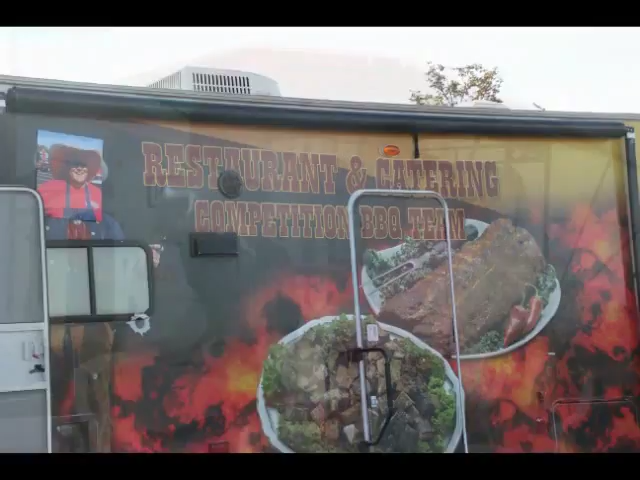 RESTAURANT & CATERING
COMPETITION BBQ TEAM